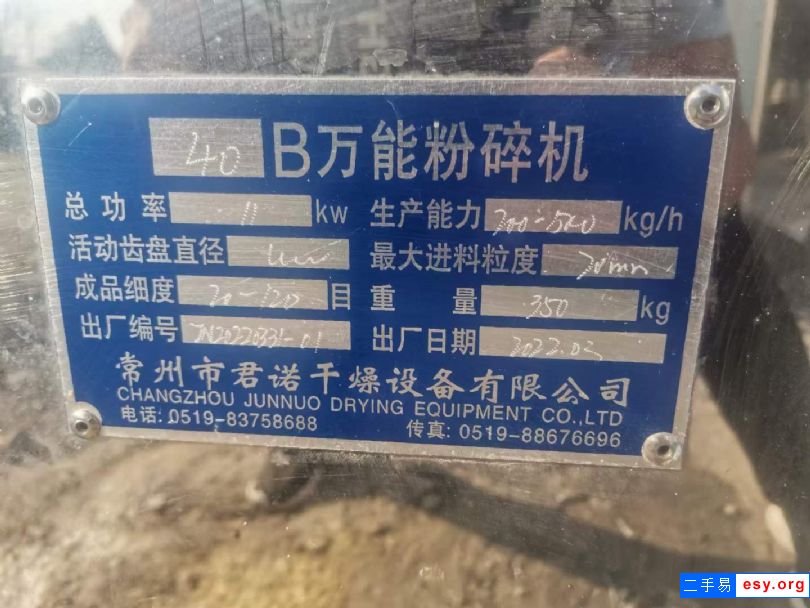 40 B万能粉碎机
总功率 11 kw 生产能力 kg/h
活动齿盘直径 最大进料粒度
成品细度 目 重量 350 kg
出厂编号 JN20220331-01 出厂日期 2022.03
常州市君诺干燥设备有限公司
CHANGZHOU JUNNUO DRYING EQUIPMENT CO.,LTD
电话: 0519-83758688 传真: 0519-88676696
二手易 esy.org